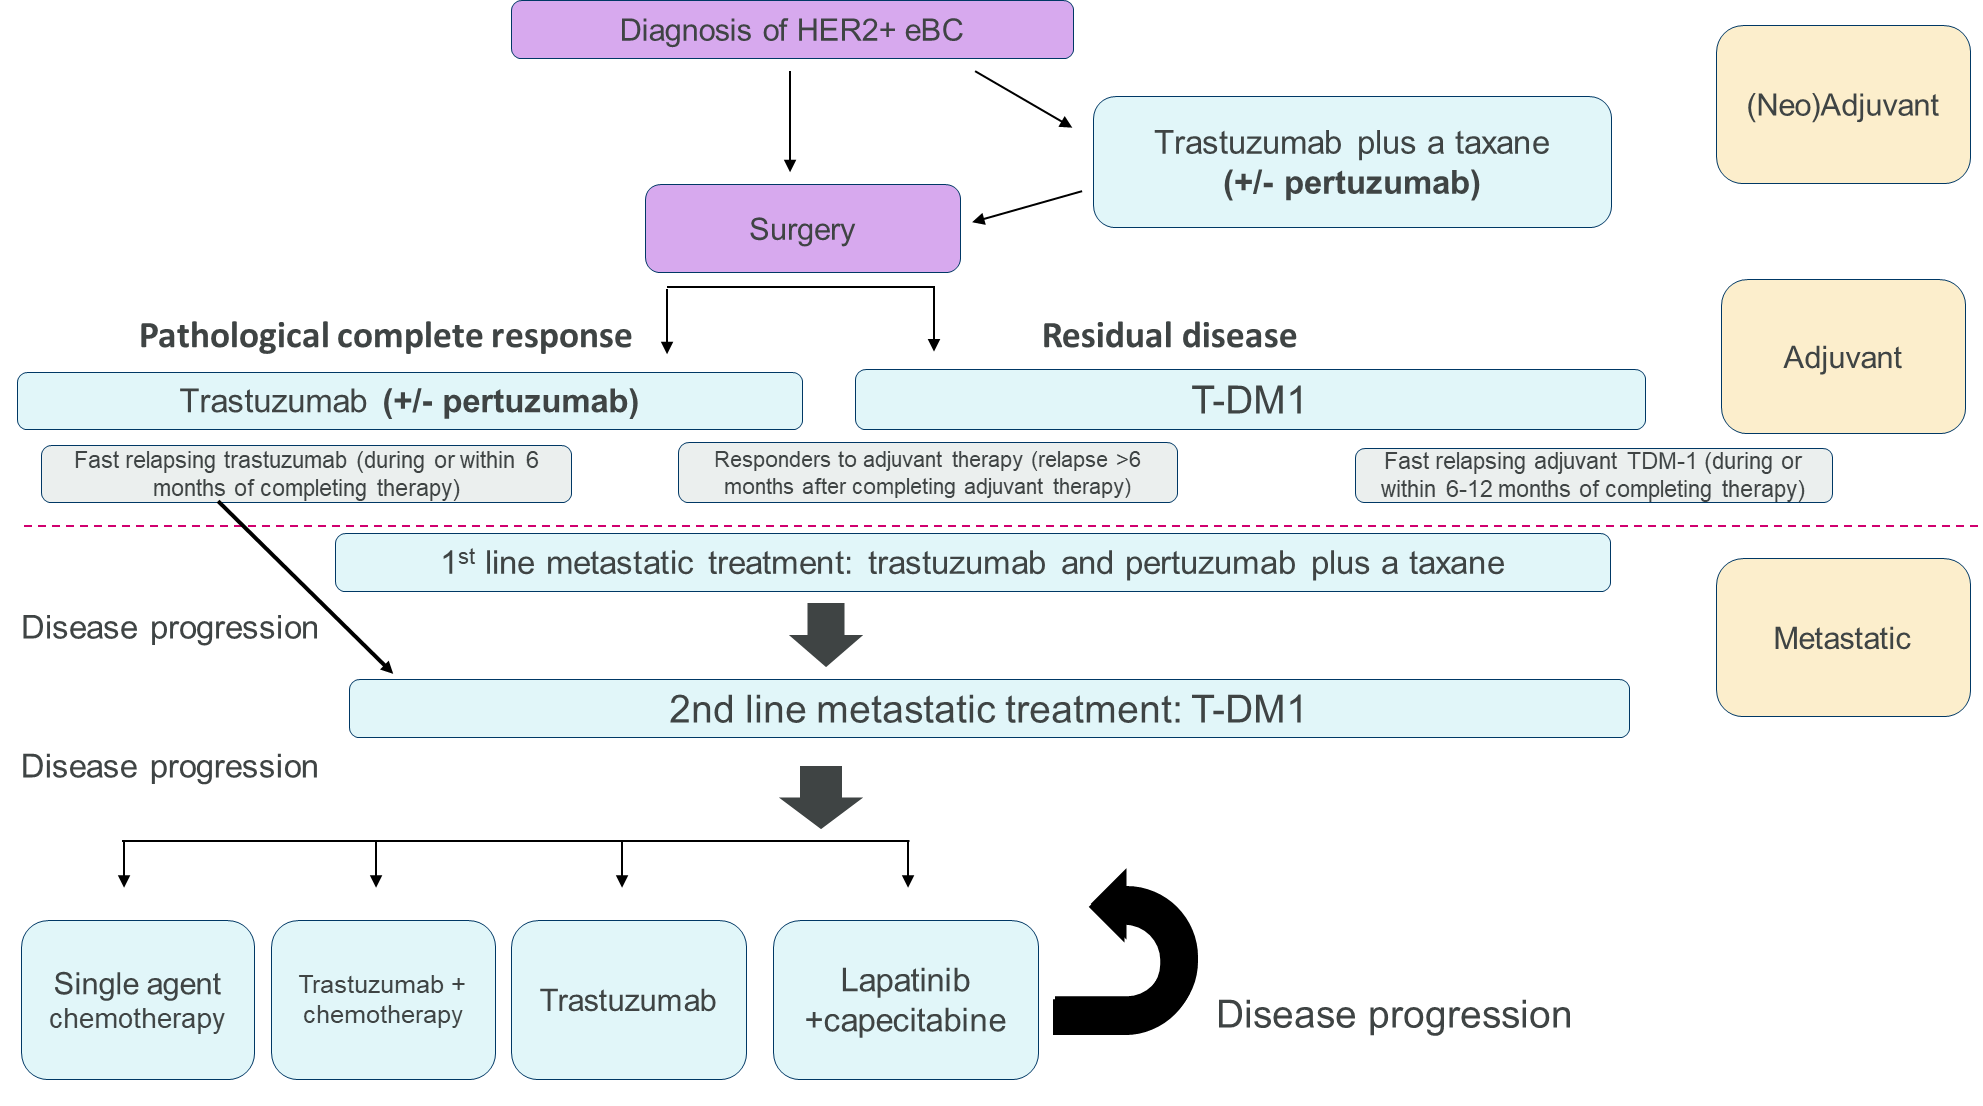 Diagnosis of HER2+ eBC
(Neo)Adjuvant
Trastuzumab plus a taxane
(+/- pertuzumab)
Surgery
Pathological complete response
Residual disease
Adjuvant
Trastuzumab (+/- pertuzumab)
T-DM1
Fast relapsing trastuzumab (during or within 6
months of completing therapy)
Responders to adjuvant therapy (relapse >6
months after completing adjuvant therapy)
Fast relapsing adjuvant TDM-1 (during or
within 6-12 months of completing therapy)
1st line metastatic treatment: trastuzumab and pertuzumab plus a taxane
Disease progression
Metastatic
2nd line metastatic treatment: T-DM1
Disease progression
Single agent
chemotherapy
Trastuzumab +
chemotherapy
Trastuzumab
Lapatinib
+capecitabine
Disease progression